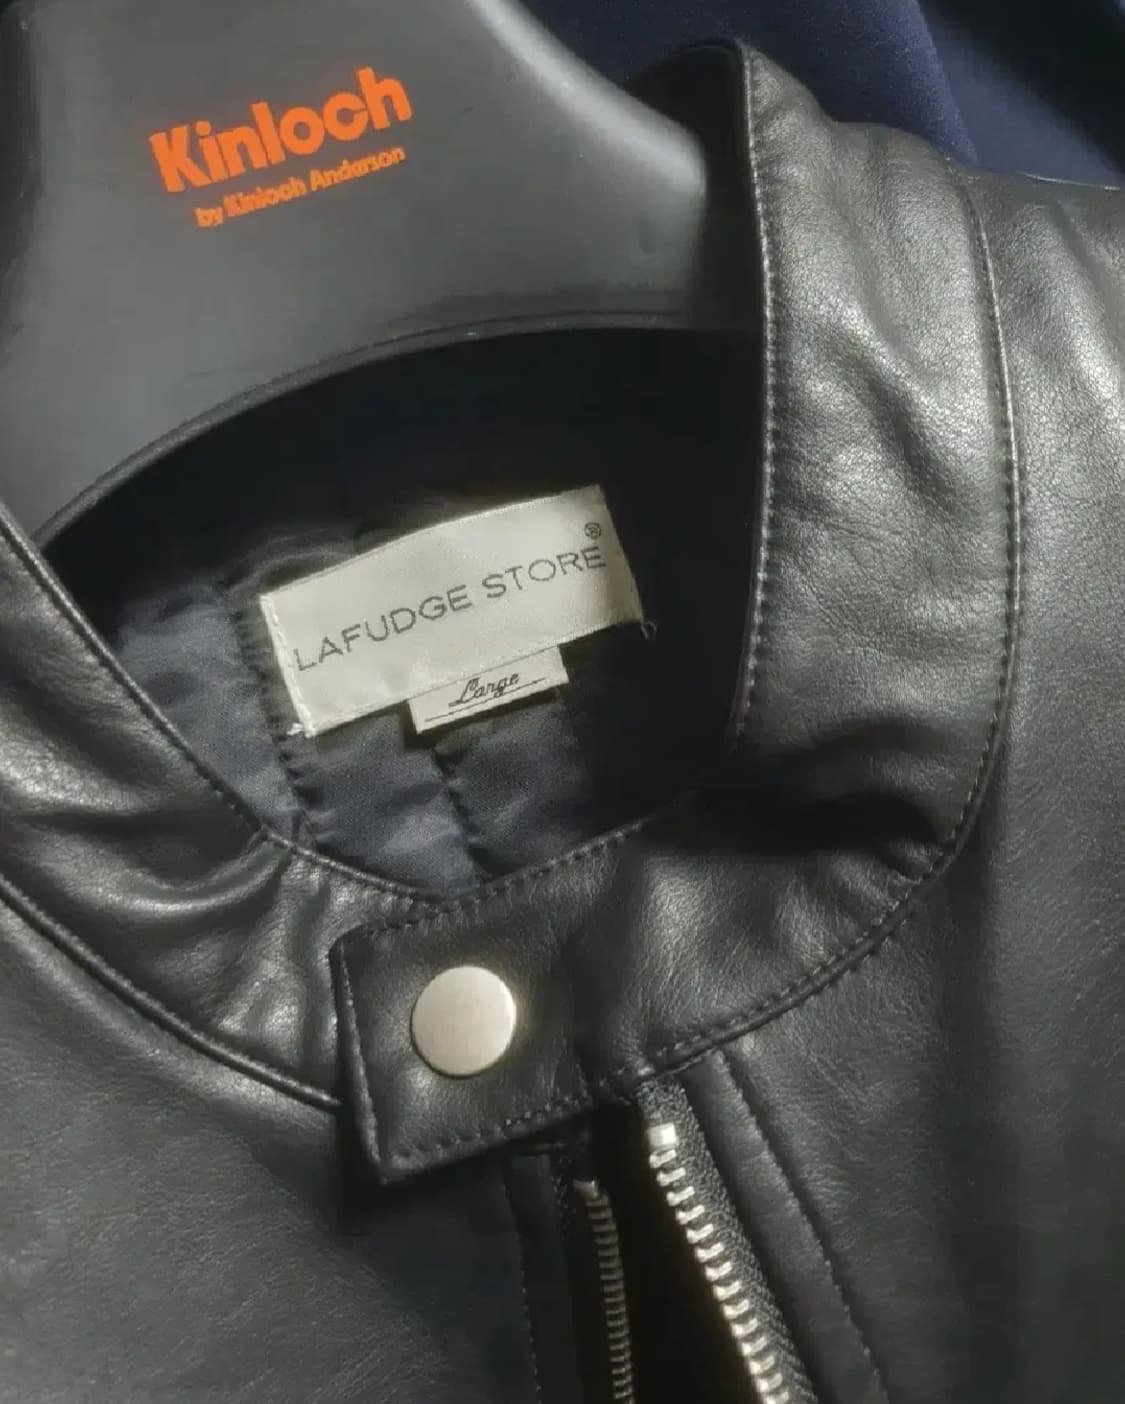 Kinloch
by Kinloch Anderson
LAFUDGE STORE®
Large